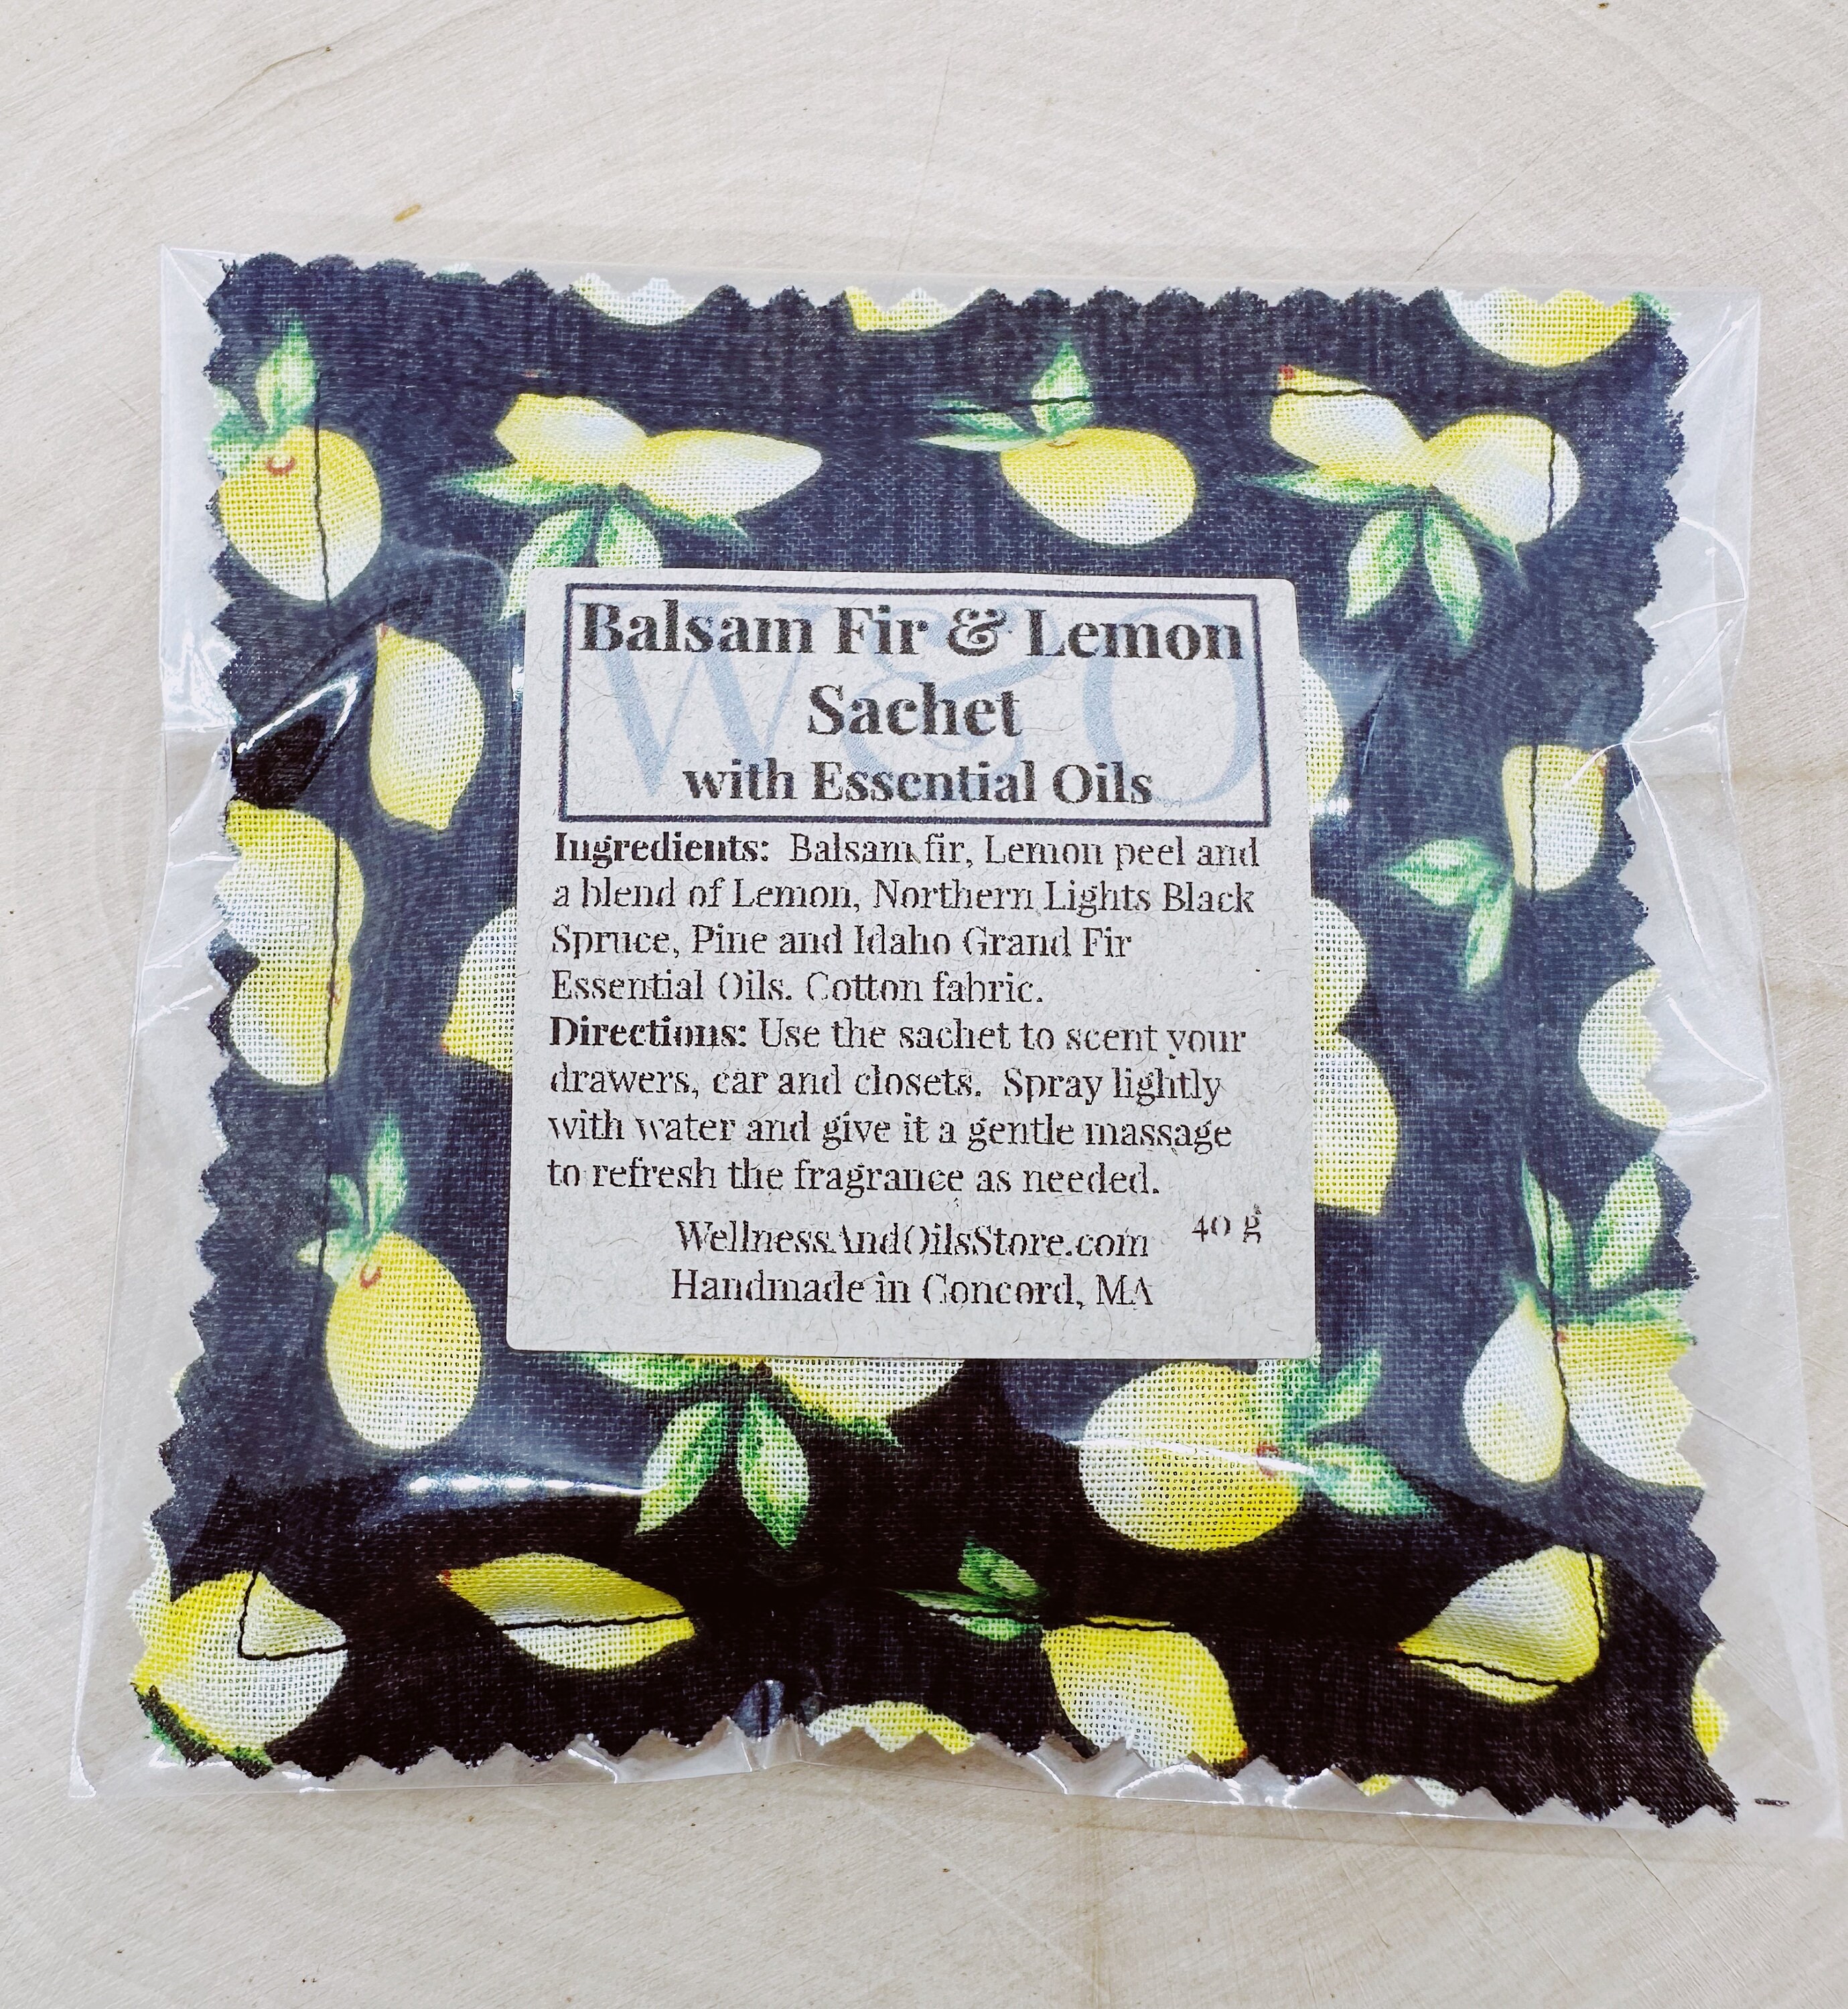 W&O
Balsam Fir & Lemon
Sachet
with Essential Oils
Ingredients: Balsam fir, Lemon peel and
a blend of Lemon, Northern Lights Black
Spruce, Pine and Idaho Grand Fir
Essential Oils. Cotton fabric.
Directions: Use the sachet to scent your
drawers, car and closets. Spray lightly
with water and give it a gentle massage
to refresh the fragrance as needed.
WellnessAndOilsStore.com 40 g
Handmade in Concord, MA